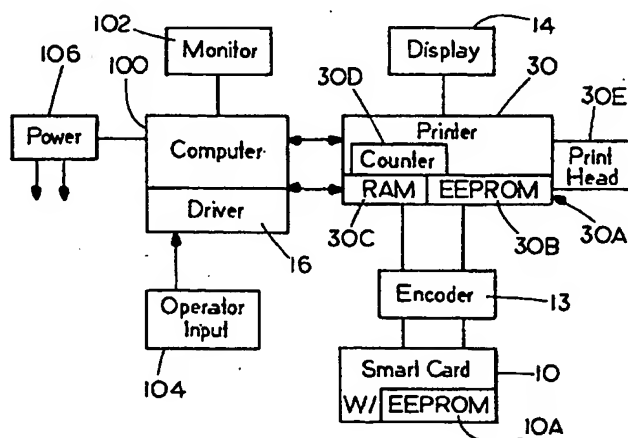 102
Monitor
14
Display
106
100
30D
30
30E
Power
Computer
Printer
Counter
Print Head
RAM
EEPROM
Driver
30C
30B
30A
16
Operator
Input
Encoder
13
104
Smart Card
10
W/ EEPROM
10A